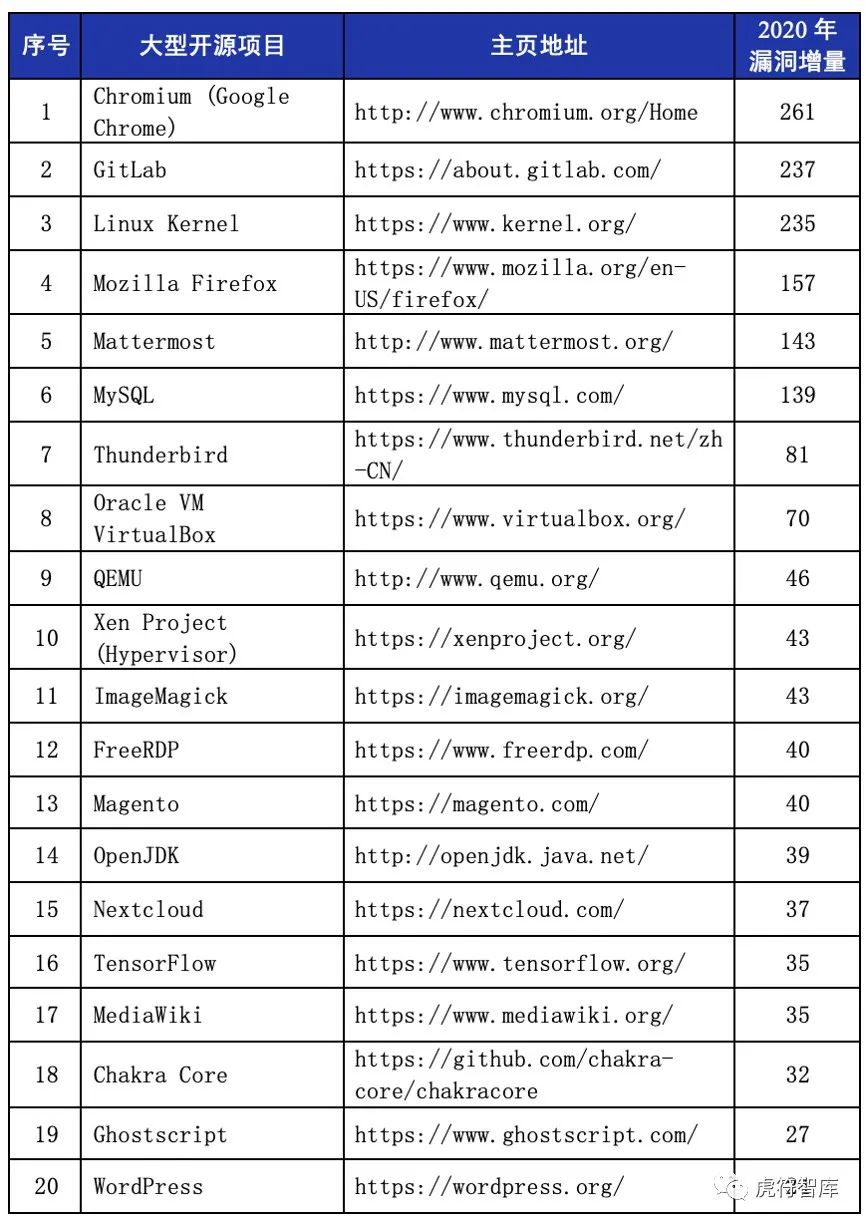 序号
大型开源项目
主页地址
2020 年
漏洞增量
1
Chromium (Google
Chrome)
http://www.chromium.org/Home
261
2
GitLab
https://about.gitlab.com/
237
3
Linux Kernel
https://www.kernel.org/
235
4
Mozilla Firefox
https://www.mozilla.org/en-
US/firefox/
157
5
Mattermost
http://www.mattermost.org/
143
6
MySQL
https://www.mysql.com/
139
7
Thunderbird
https://www.thunderbird.net/zh
-CN/
81
8
Oracle VM
VirtualBox
https://www.virtualbox.org/
70
9
QEMU
http://www.qemu.org/
46
10
Xen Project
(Hypervisor)
https://xenproject.org/
43
11
ImageMagick
https://imagemagick.org/
43
12
FreeRDP
https://www.freerdp.com/
40
13
Magento
https://magento.com/
40
14
OpenJDK
http://openjdk.java.net/
39
15
Nextcloud
https://nextcloud.com/
37
16
TensorFlow
https://www.tensorflow.org/
35
17
MediaWiki
https://www.mediawiki.org/
35
18
Chakra Core
https://github.com/chakra-
core/chakracore
32
19
Ghostscript
https://www.ghostscript.com/
27
20
WordPress
https://wordpress.org/
虎符智库